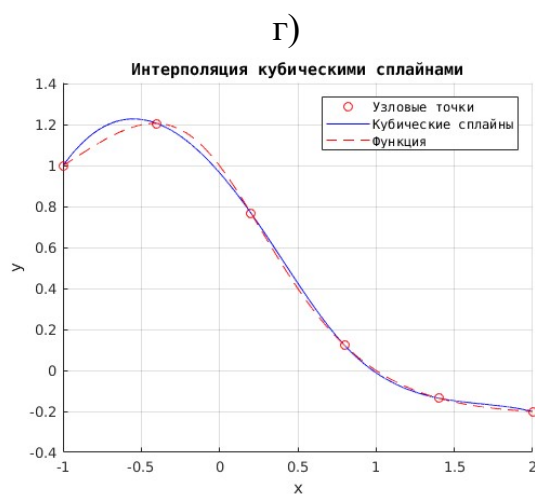 г)
Интерполяция кубическими сплайнами
1.4
1.2
1
0.8
0.6
0.4
0.2
0
-0.2
-0.4
-1
-0.5
0
0.5
1
1.5
2
y
x
Узловые точки
Кубические сплайны
Функция